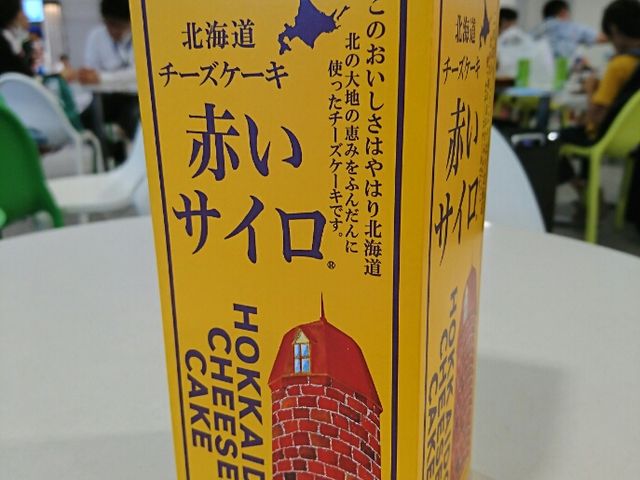 北海道
チーズケーキ
赤い
サイロ®
このおいしさはやはり北海道
北の大地の恵みをふんだんに
使ったチーズケーキです。
HOKKAID
CHEESE
CAKE
北海道
チーズケーキ
赤い
サイロ
HOKKAIDO
CHEESE
CAKE